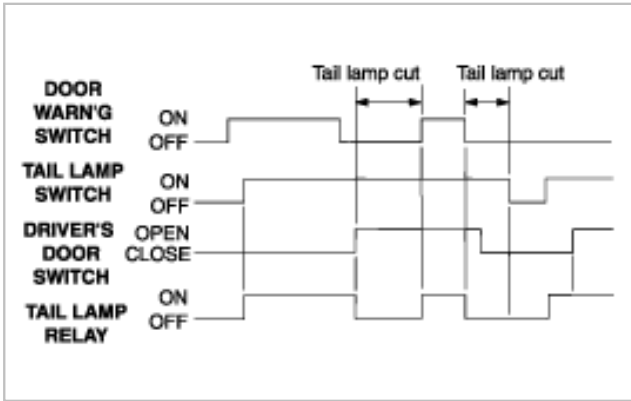 Tail lamp cut Tail lamp cut
DOOR
WARN'G
SWITCH
ON
OFF
TAIL LAMP
SWITCH
ON
OFF
DRIVER'S
DOOR
SWITCH
OPEN
CLOSE
TAIL LAMP
RELAY
ON
OFF